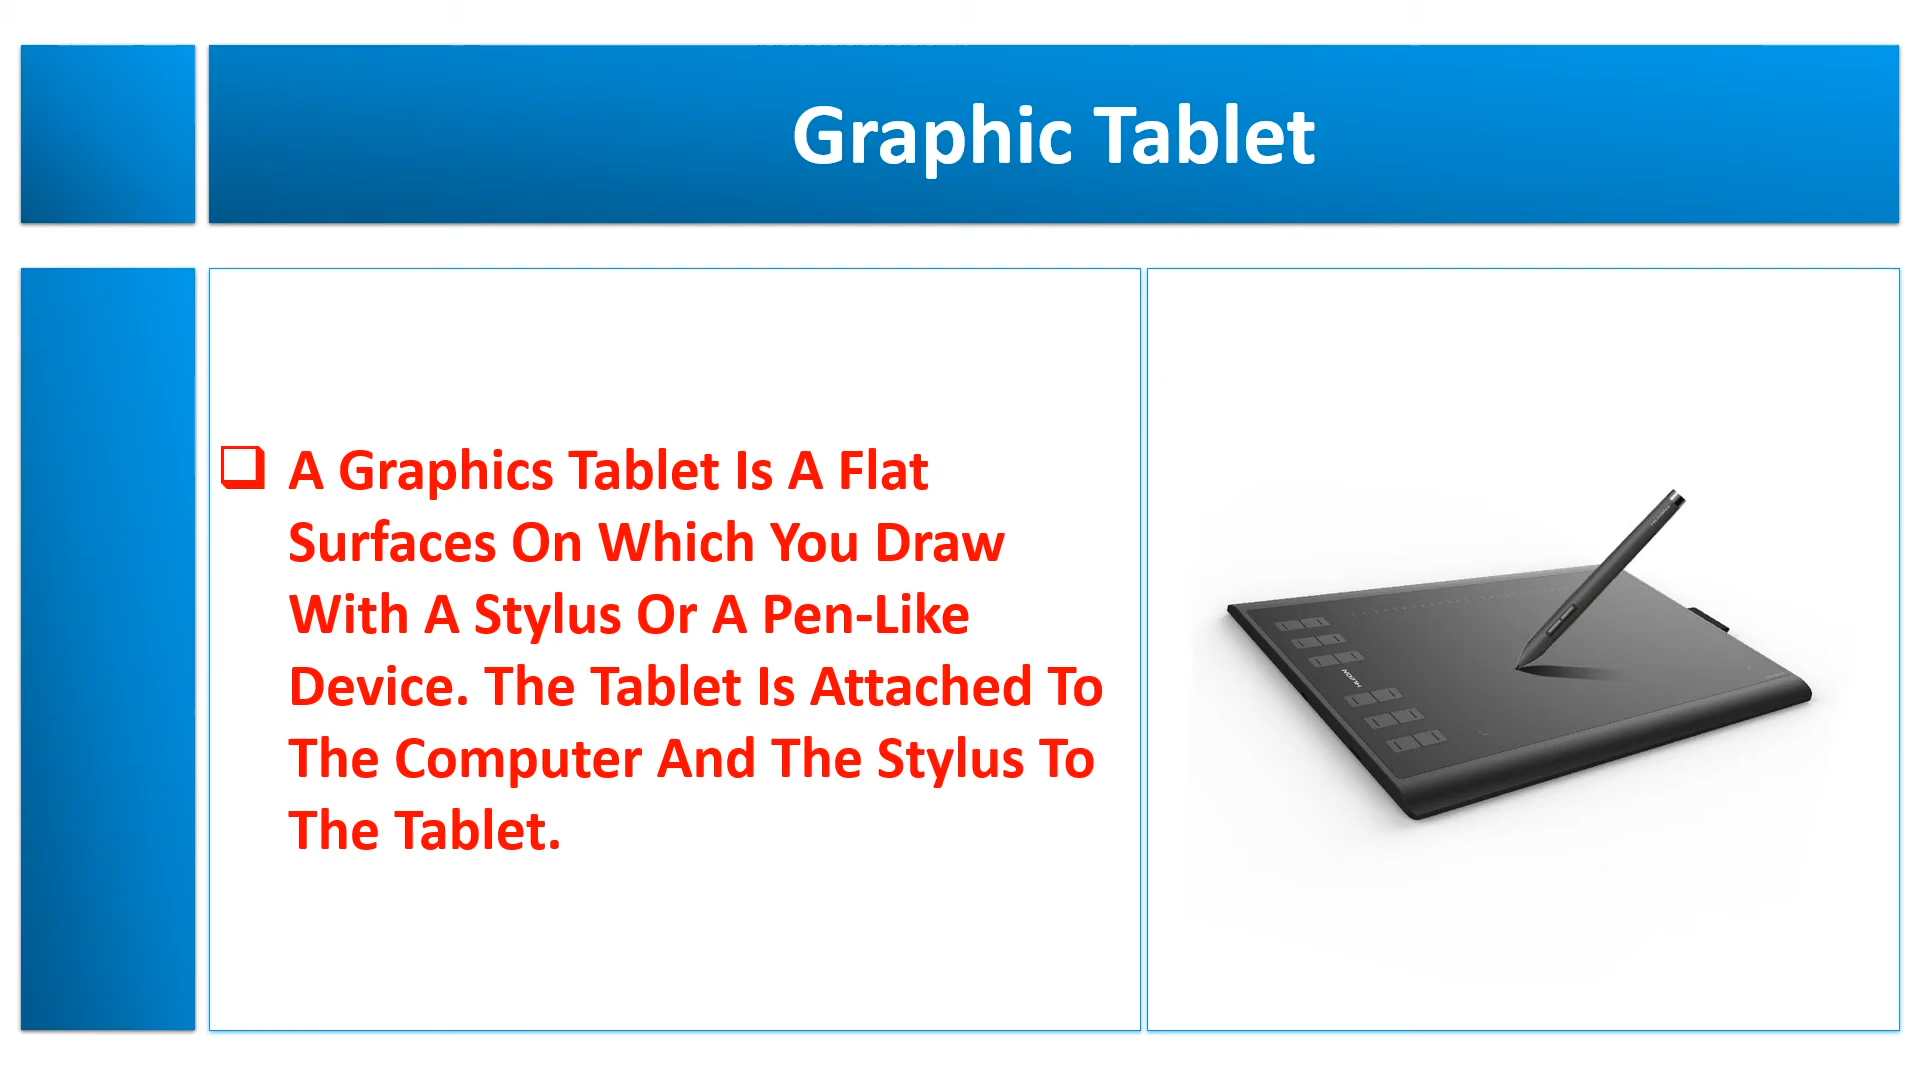 Graphic Tablet
A Graphics Tablet Is A Flat
Surfaces On Which You Draw
With A Stylus Or A Pen-Like
Device. The Tablet Is Attached To
The Computer And The Stylus To
The Tablet.
HUION